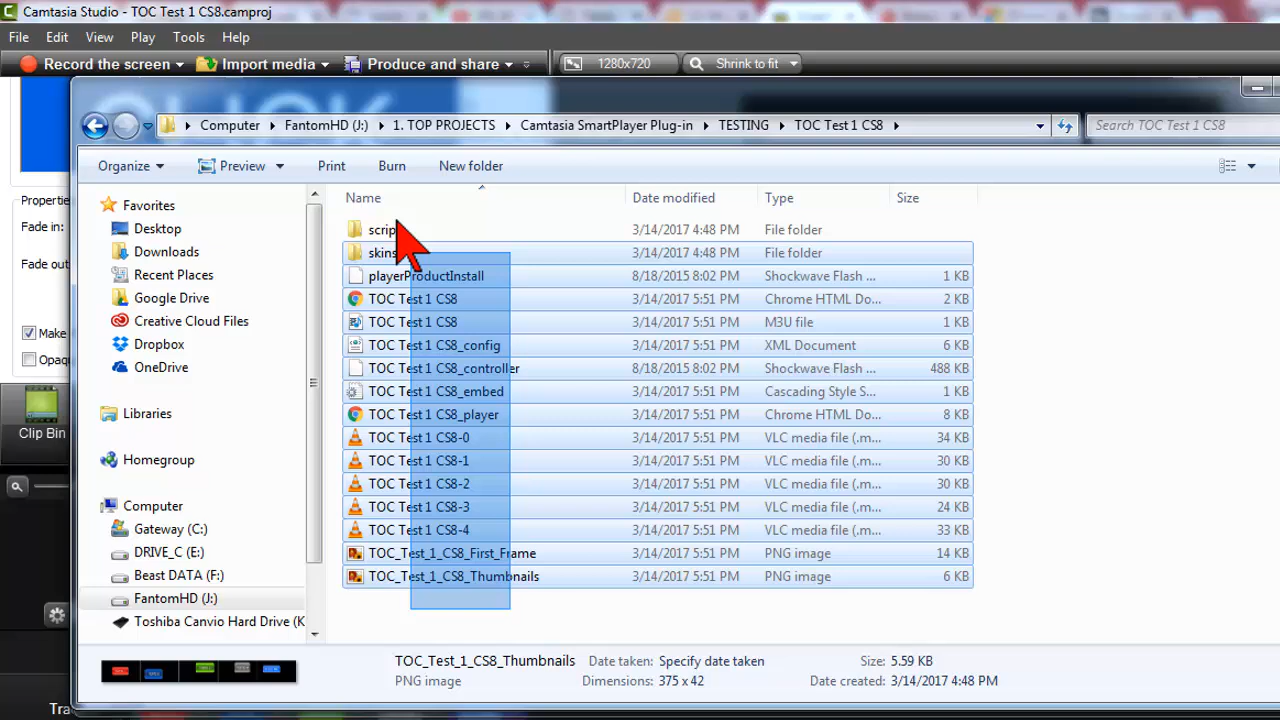 Camtasia Studio - TOC Test 1 CS8.camproj
File Edit View Play Tools Help
Record the screen Import media Produce and share 1280x720 Shrink to fit
Computer FantomHD (J:) 1. TOP PROJECTS Camtasia SmartPlayer Plug-in TESTING TOC Test 1 CS8 Search TOC Test 1 CS8
Organize Preview Print Burn New folder
Properties
Fade in:
Fade out
Make
Opaq
Clip Bin
Tra
Favorites
Desktop
Downloads
Recent Places
Google Drive
Creative Cloud Files
Dropbox
OneDrive
Libraries
Homegroup
Computer
Gateway (C:)
DRIVE_C (E:)
Beast DATA (F:)
FantomHD (J:)
Toshiba Canvio Hard Drive (K
Name Date modified Type Size
scrip 3/14/2017 4:48 PM File folder
skins 3/14/2017 4:48 PM File folder
playerProductInstall 8/18/2015 8:02 PM Shockwave Flash ... 1 KB
TOC Test 1 CS8 3/14/2017 5:51 PM Chrome HTML Do... 2 KB
TOC Test 1 CS8 3/14/2017 5:51 PM M3U file 1 KB
TOC Test 1 CS8_config 3/14/2017 5:51 PM XML Document 1 KB
TOC Test 1 CS8_controller 8/18/2015 8:02 PM Shockwave Flash ... 488 KB
TOC Test 1 CS8_embed 3/14/2017 5:51 PM Cascading Style S... 1 KB
TOC Test 1 CS8_player 3/14/2017 5:51 PM Chrome HTML Do... 8 KB
TOC Test 1 CS8-0 3/14/2017 5:51 PM VLC media file (.m... 34 KB
TOC Test 1 CS8-1 3/14/2017 5:51 PM VLC media file (.m... 30 KB
TOC Test 1 CS8-2 3/14/2017 5:51 PM VLC media file (.m... 30 KB
TOC Test 1 CS8-3 3/14/2017 5:51 PM VLC media file (.m... 24 KB
TOC Test 1 CS8-4 3/14/2017 5:51 PM VLC media file (.m... 33 KB
TOC_Test_1_CS8_First_Frame 3/14/2017 5:51 PM PNG image 14 KB
TOC_Test_1_CS8_Thumbnails 3/14/2017 5:51 PM PNG image 6 KB
TOC_Test_1_CS8_Thumbnails Date taken: Specify date taken Size: 5.59 KB
PNG image Dimensions: 375 x 42 Date created: 3/14/2017 4:48 PM